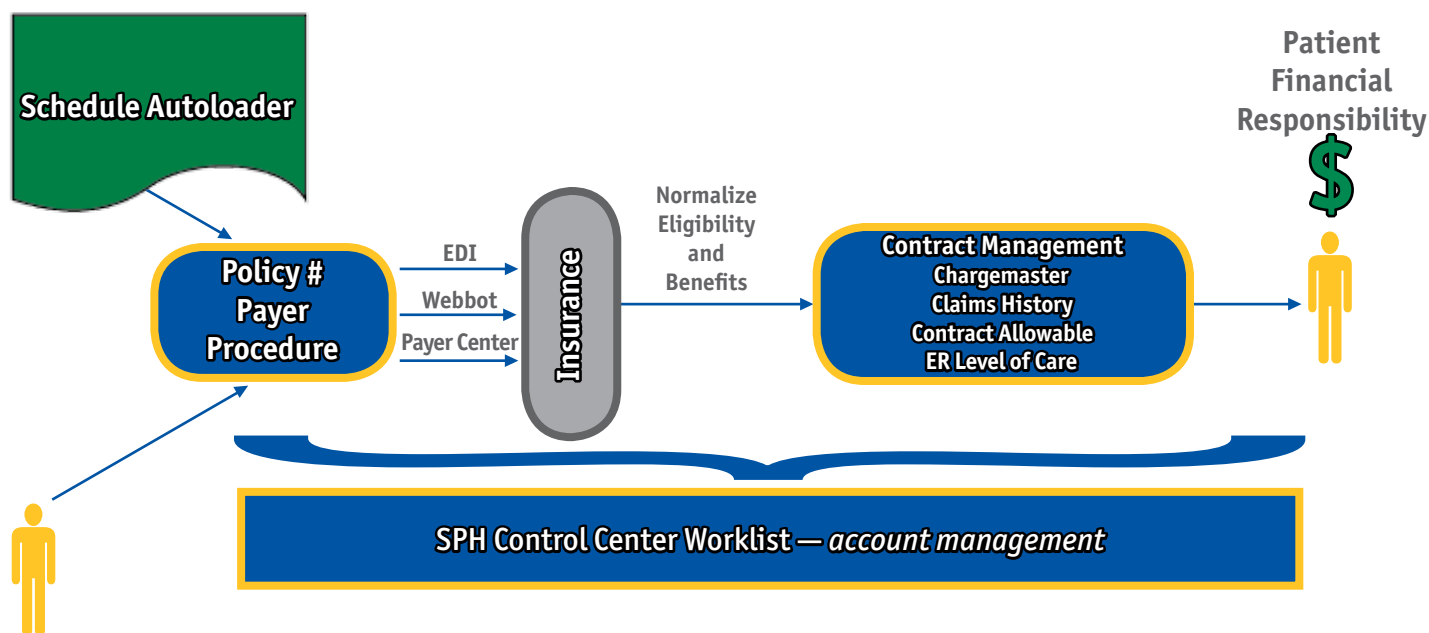 Schedule Autoloader
Patient
Financial
Responsibility
$
Policy #
Payer
Procedure
EDI
Webbot
Payer Center
Insurance
Normalize
Eligibility
and
Benefits
Contract Management
Chargemaster
Claims History
Contract Allowable
ER Level of Care
SPH Control Center Worklist — account management